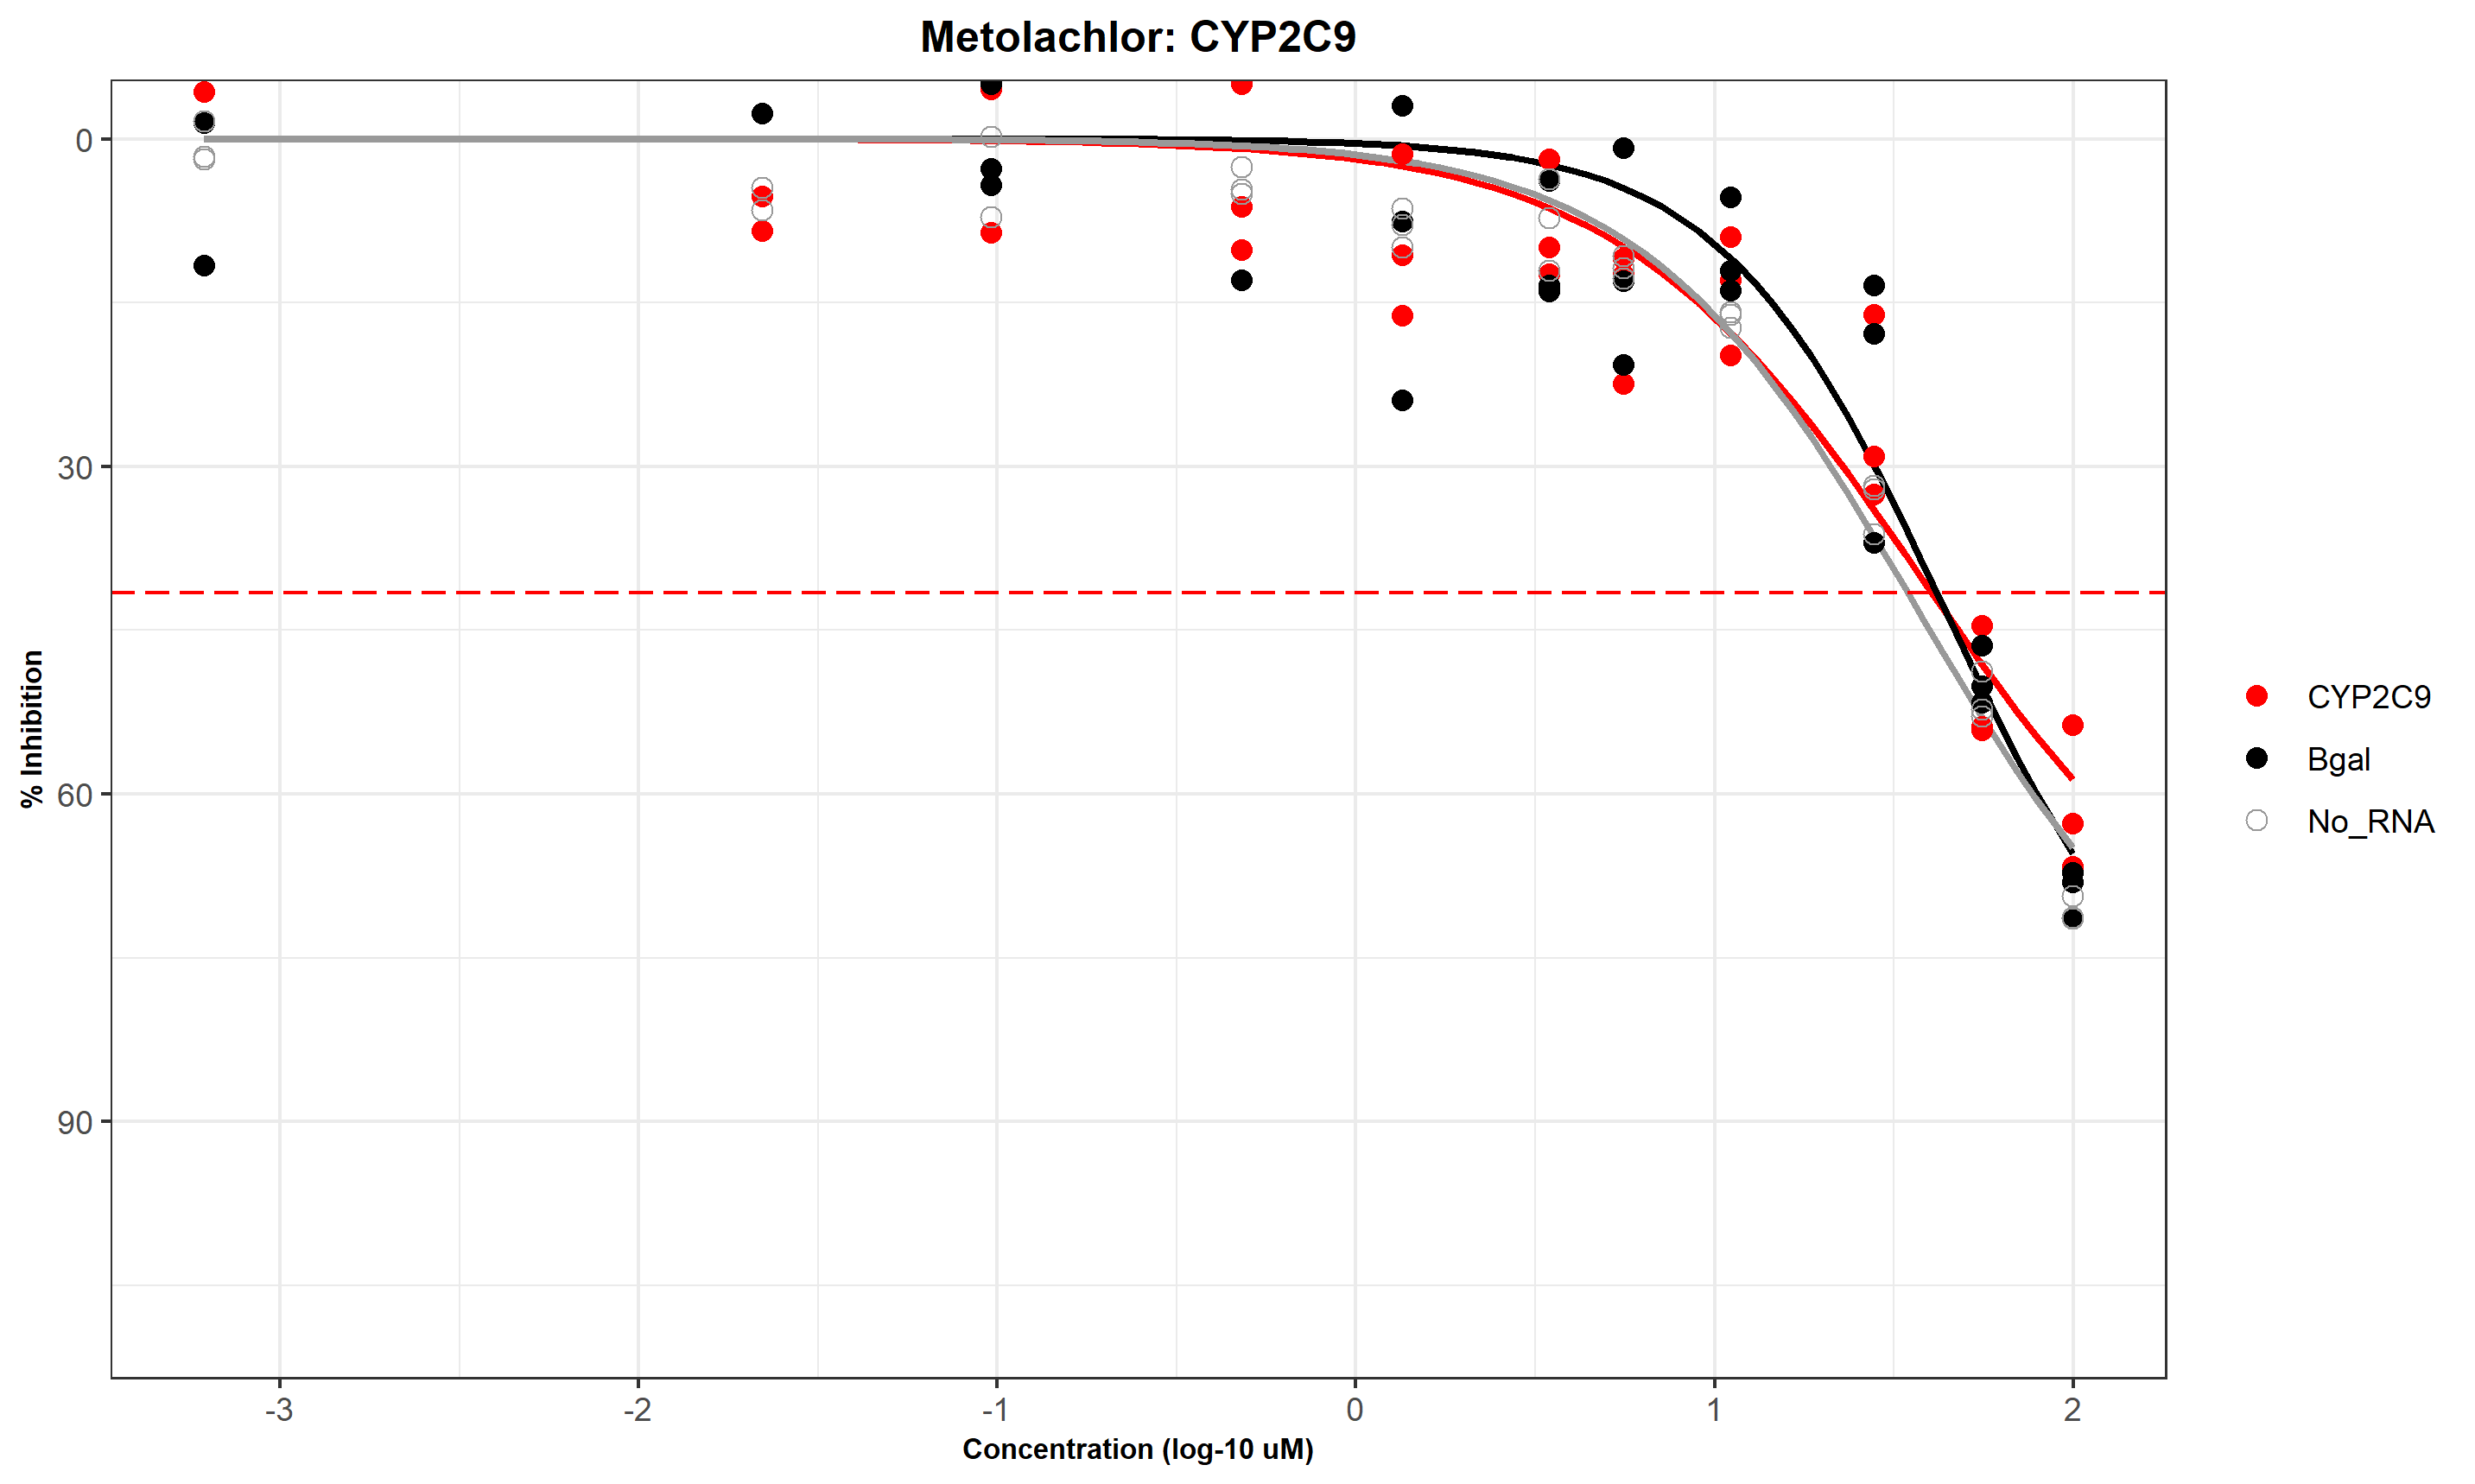 Metolachlor: CYP2C9
0
30
60
90
% Inhibition
-3
-2
-1
0
1
2
Concentration (log-10 uM)
CYP2C9
Bgal
No_RNA